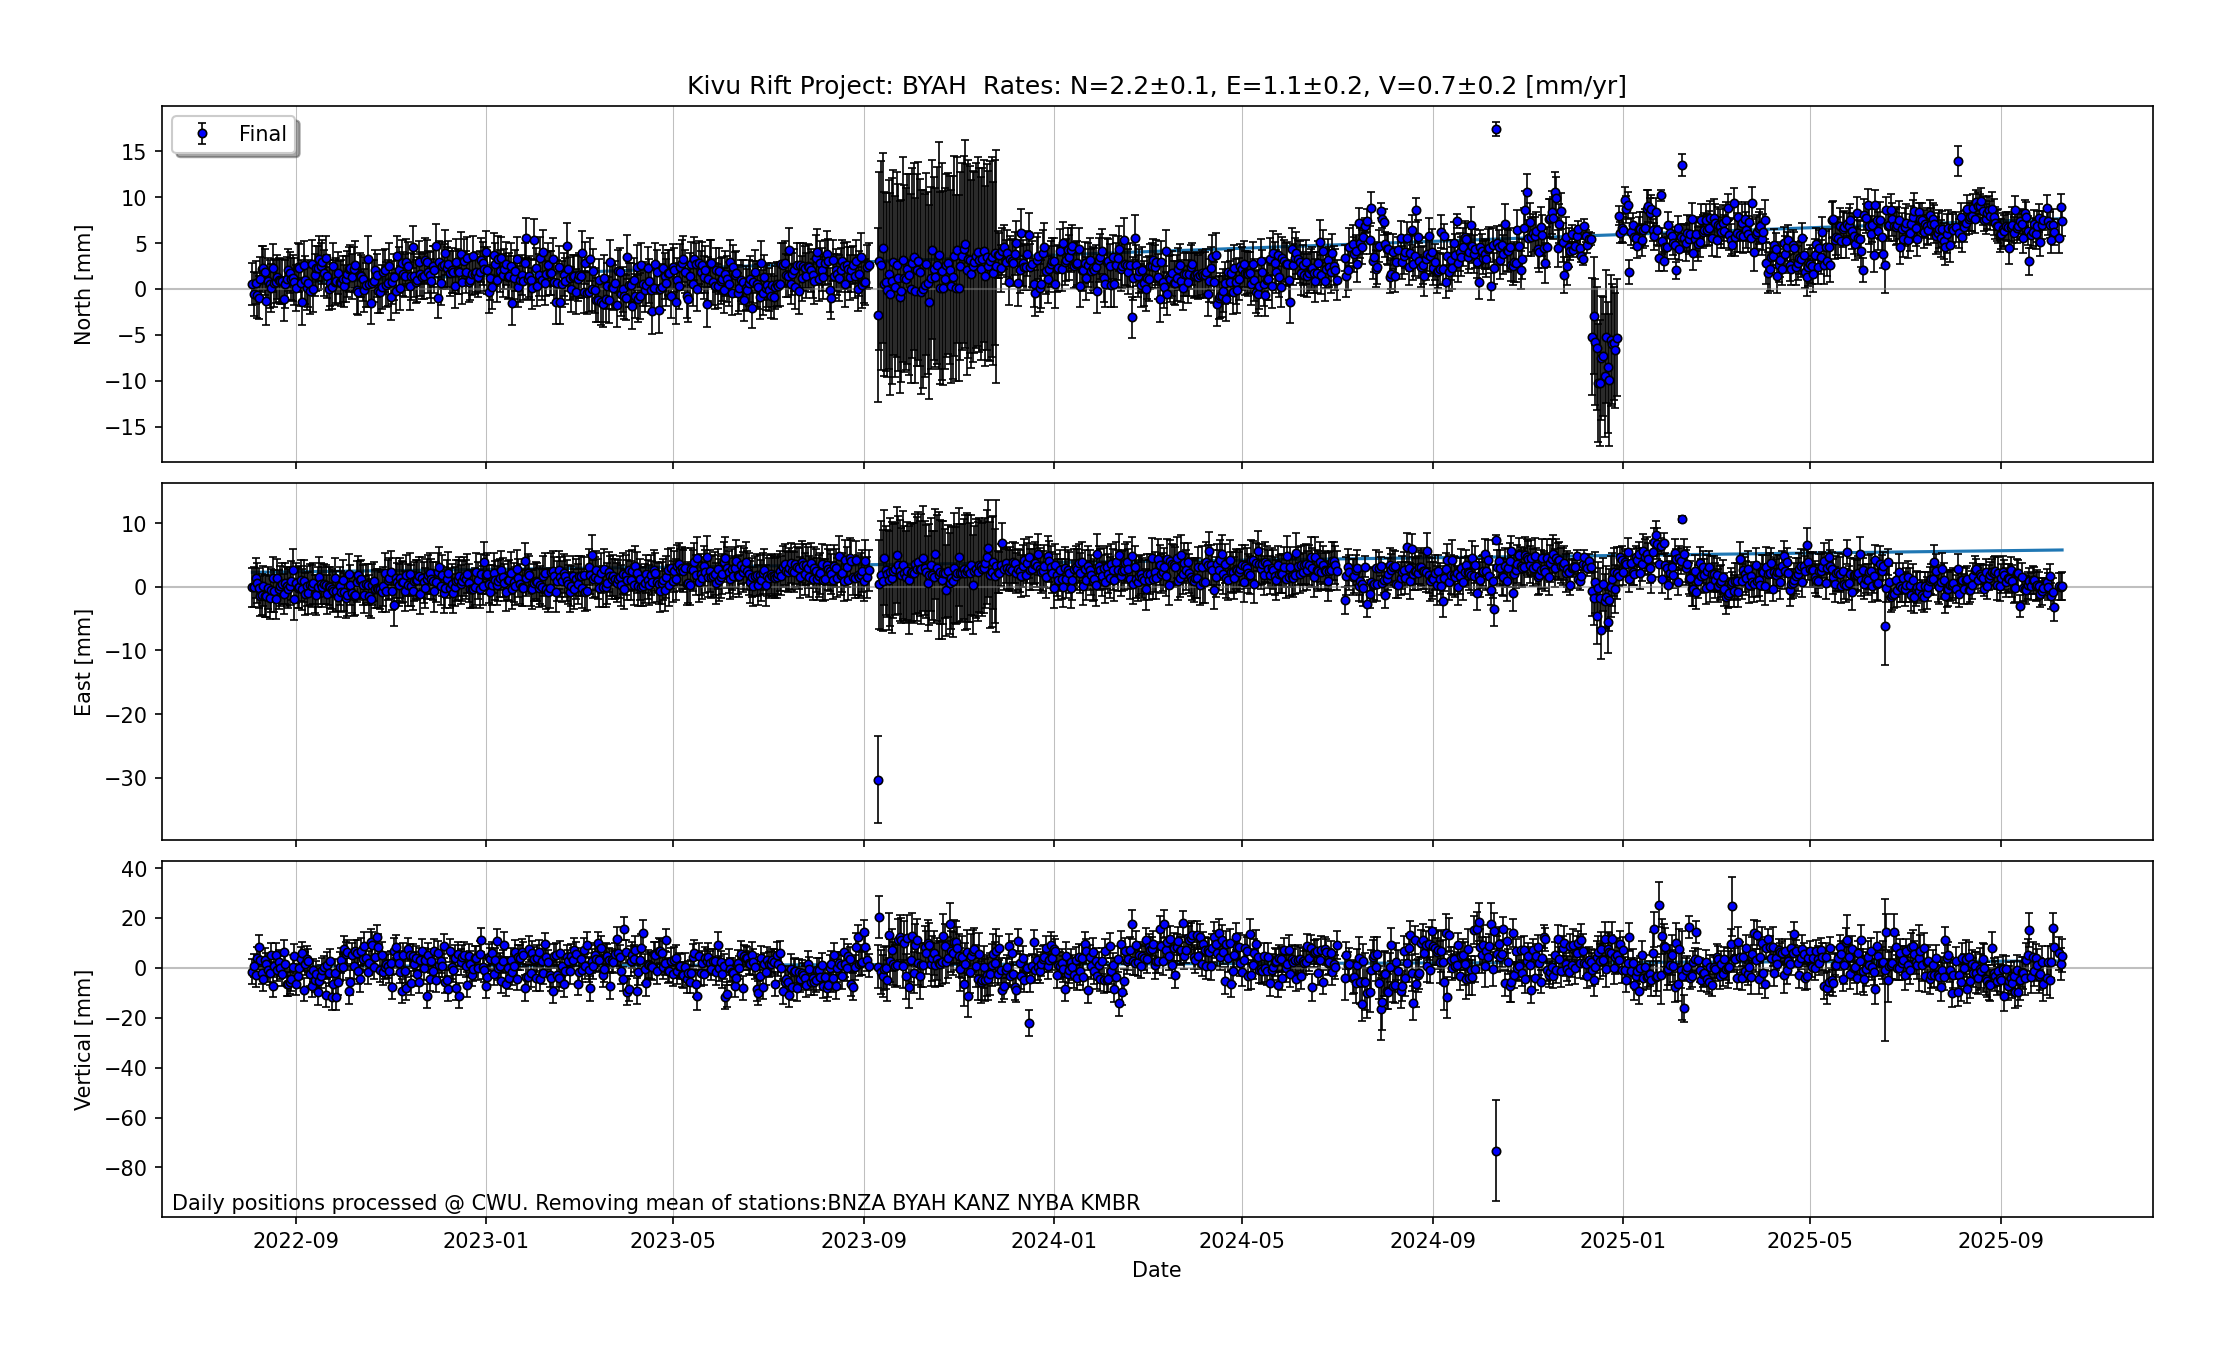 Kivu Rift Project: BYAH  Rates: N=2.2±0.1, E=1.1±0.2, V=0.7±0.2 [mm/yr]
Final
15
10
5
0
−5
−10
−15
North [mm]
10
0
−10
−20
−30
East [mm]
40
20
0
−20
−40
−60
−80
Vertical [mm]
Daily positions processed @ CWU. Removing mean of stations:BNZA BYAH KANZ NYBA KMBR
2022-09 2023-01 2023-05 2023-09 2024-01 2024-05 2024-09 2025-01 2025-05 2025-09
Date